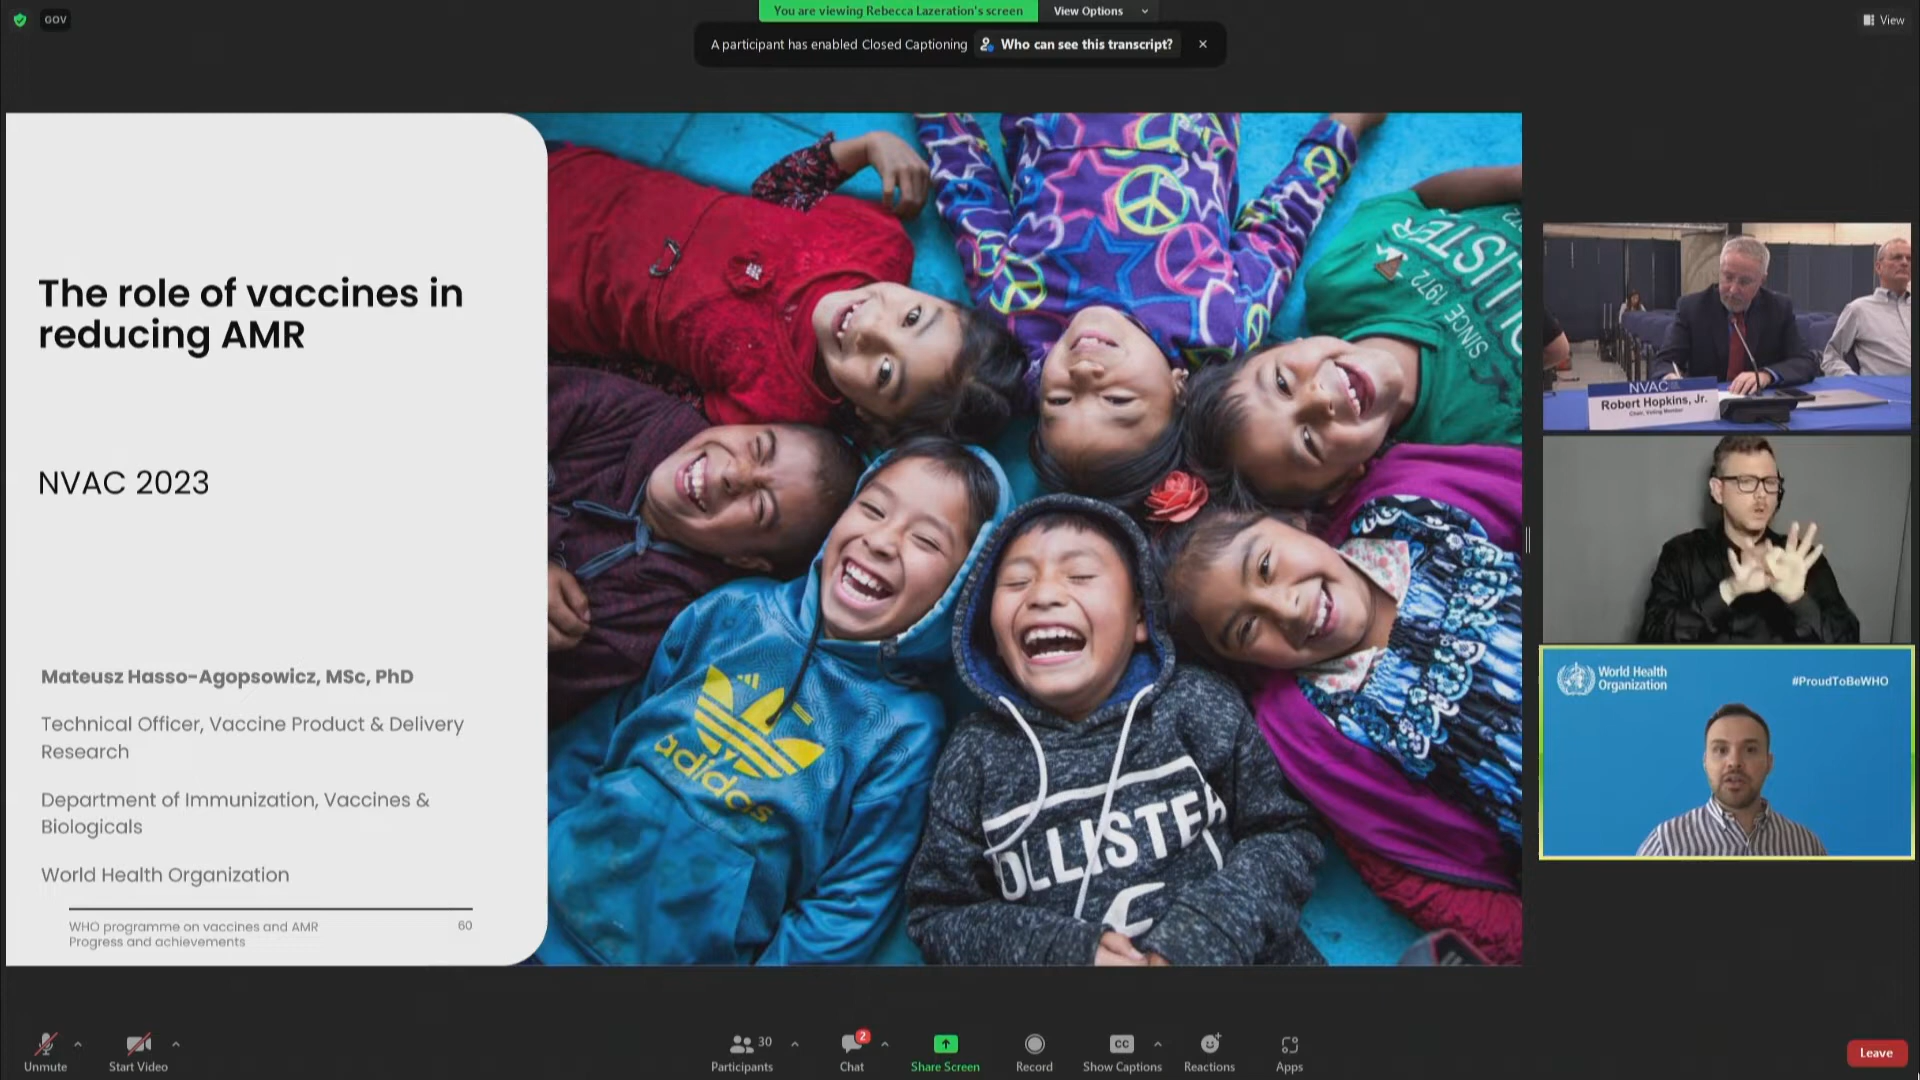 GOV
You are viewing Rebecca Lazeration's screen
View Options
View
A participant has enabled Closed Captioning
Who can see this transcript?
The role of vaccines in
reducing AMR
NVAC 2023
Mateusz Hasso-Agopsowicz, MSc, PhD
Technical Officer, Vaccine Product & Delivery
Research
Department of Immunization, Vaccines &
Biologicals
World Health Organization
WHO programme on vaccines and AMR
Progress and achievements
60
SINCE 1972
adidas
OLLISTER
NVAC
Robert Hopkins, Jr.
Chair, Voting Member
World Health
Organization
#ProudToBeWHO
Unmute
Start Video
30
Participants
2
Chat
Share Screen
Record
CC
Show Captions
Reactions
Apps
Leave